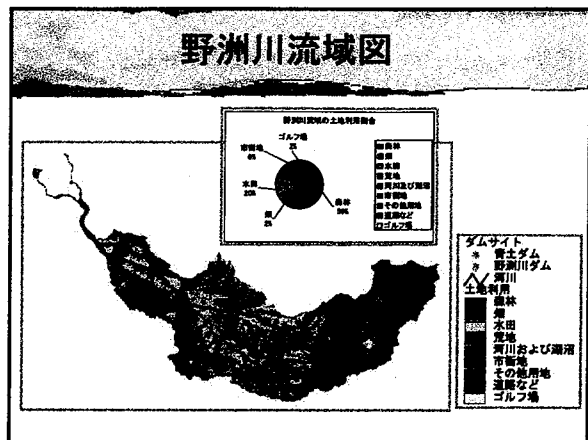 野洲川流域図
野洲川流域の土地利用割合
ゴルフ場
2%
市街地
水田
20%
畑
2%
森林
森林
畑
水田
荒地
河川及び湖沼
市街地
その他用地
道路など
ゴルフ場
ダムサイト
青土ダム
野洲川ダム
河川
土地利用
森林
畑
水田
荒地
河川および湖沼
市街地
その他用地
道路など
ゴルフ場